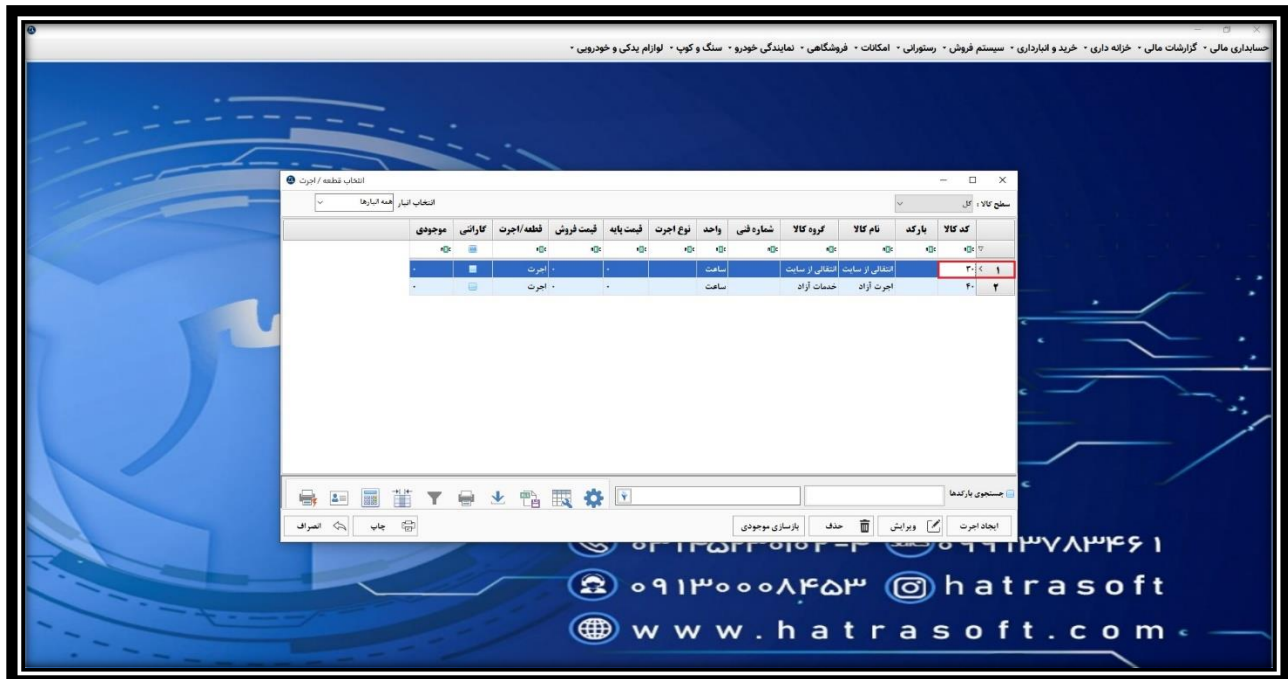 حسابداری مالی - گزارشات مالی - خزانه داری - خرید و انبارداری - سیستم فروش - رستورانی - امکانات - فروشگاهی - نمایندگی خودرو - سنگ و کوپ - لوازم یدکی و خودرویی -
انتخاب قطعه / اجرت
سطح کالا : کل انتخاب انبار همه انبارها
کد کالا بارکد نام کالا گروه کالا شماره فنی واحد نوع اجرت قیمت پایه قیمت فروش قطعه/اجرت گارانتی موجودی
۱ ۳۰ انتقالی از سایت انتقالی از سایت ساعت ۰ ۰ اجرت ۰
۲ ۴۰ اجرت آزاد خدمات آزاد ساعت ۰ ۰ اجرت ۰
جستجوی بارکدها
ایجاد اجرت ویرایش حذف بازسازی موجودی چاپ انصراف
۰۹۱۳۰۰۰۸۴۵۳ hatrasoft
www.hatrasoft.com